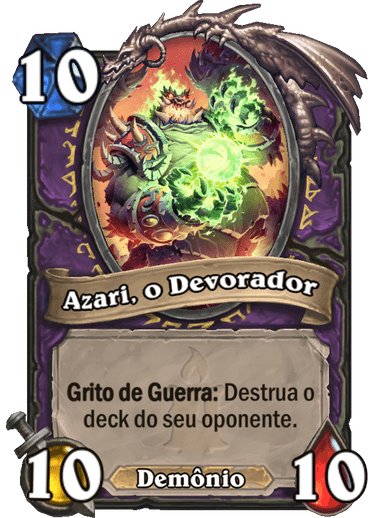 10
Azari, o Devorador
Grito de Guerra: Destrua o
deck do seu oponente.
10
Demônio
10